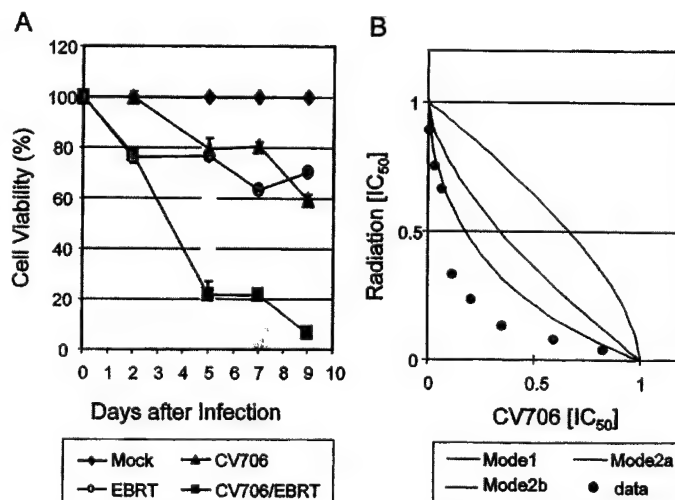 A
120
100
80
60
40
20
0
Cell Viability (%)
0 1 2 3 4 5 6 7 8 9 10
Days after Infection
Mock
CV706
EBRT
CV706/EBRT
B
1
0.5
0
Radiation [IC50]
0 0.5 1
CV706 [IC50]
Mode1
Mode2a
Mode2b
data